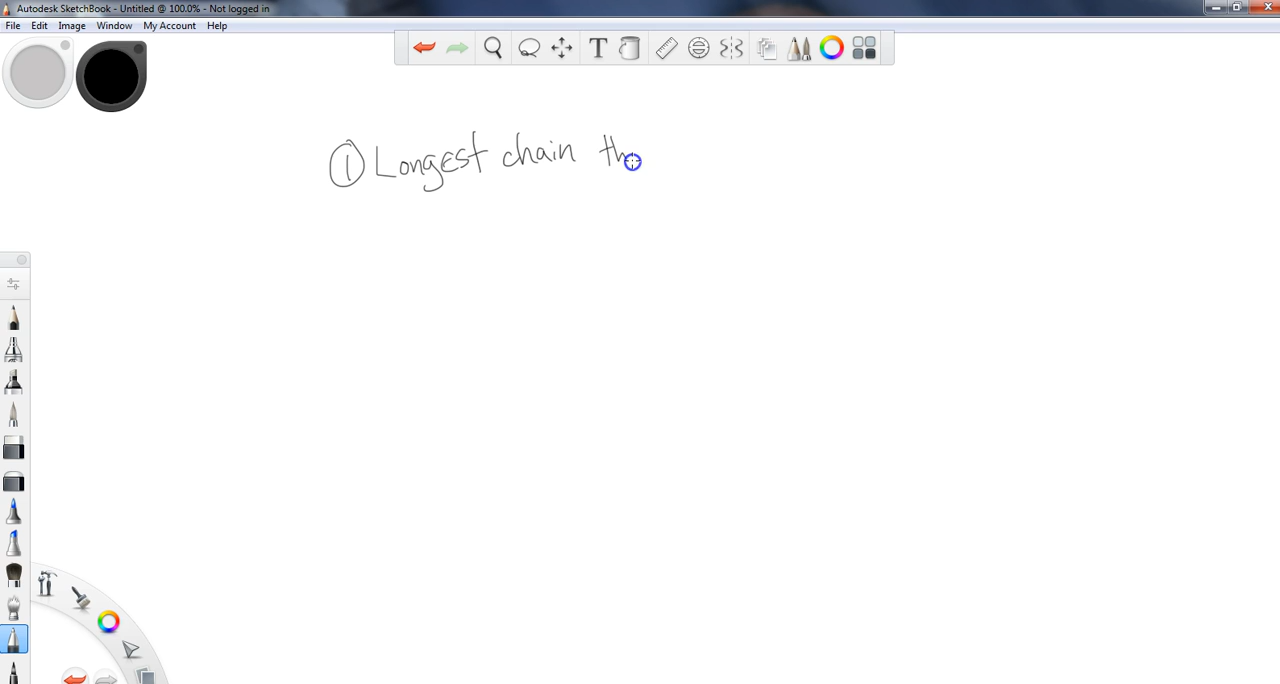 Autodesk SketchBook - Untitled @ 100.0% - Not logged in
File Edit Image Window My Account Help
① Longest chain th